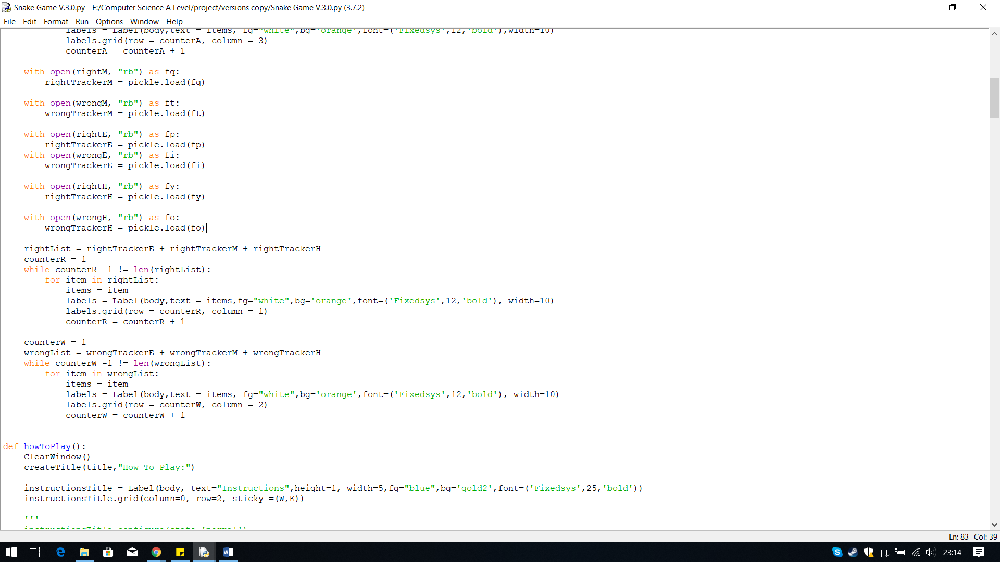 Snake Game V.3.0.py - E:/Computer Science A Level/project/versions copy/Snake Game V.3.0.py (3.7.2)
File Edit Format Run Options Window Help
labels = Label(body,text = items, fg="white",bg='orange',font=('Fixedsys',12,'bold'),width=10)
labels.grid(row = counterA, column = 3)
counterA = counterA + 1
with open(rightM, "rb") as fq:
rightTrackerM = pickle.load(fq)
with open(wrongM, "rb") as ft:
wrongTrackerM = pickle.load(ft)
with open(rightE, "rb") as fp:
rightTrackerE = pickle.load(fp)
with open(wrongE, "rb") as fi:
wrongTrackerE = pickle.load(fi)
with open(rightH, "rb") as fy:
rightTrackerH = pickle.load(fy)
with open(wrongH, "rb") as fo:
wrongTrackerH = pickle.load(fo)
rightList = rightTrackerE + rightTrackerM + rightTrackerH
counterR = 1
while counterR -1 != len(rightList):
for item in rightList:
items = item
labels = Label(body,text = items,fg="white",bg='orange',font=('Fixedsys',12,'bold'), width=10)
labels.grid(row = counterR, column = 1)
counterR = counterR + 1
counterW = 1
wrongList = wrongTrackerE + wrongTrackerM + wrongTrackerH
while counterW -1 != len(wrongList):
for item in wrongList:
items = item
labels = Label(body,text = items, fg="white",bg='orange',font=('Fixedsys',12,'bold'), width=10)
labels.grid(row = counterW, column = 2)
counterW = counterW + 1
def howToPlay():
ClearWindow()
createTitle(title,"How To Play:")
instructionsTitle = Label(body, text="Instructions",height=1, width=5,fg="blue",bg='gold2',font=('Fixedsys',25,'bold'))
instructionsTitle.grid(column=0, row=2, sticky =(W,E))
'''
instructionsTitle.configure(state='normal')
Ln: 83 Col: 39
23:14